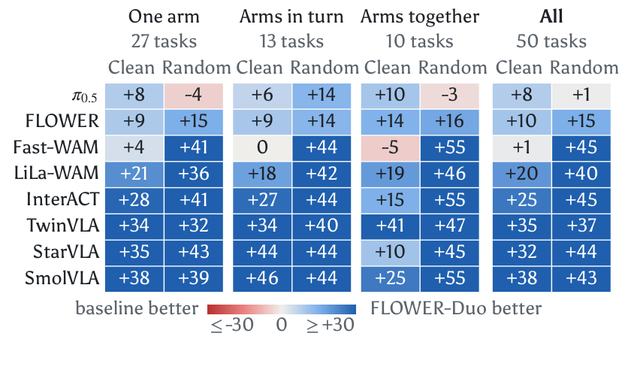 One arm Arms in turn Arms together All
27 tasks 13 tasks 10 tasks 50 tasks
Clean Random Clean Random Clean Random Clean Random
π0.5 +8 -4 +6 +14 +10 -3 +8 +1
FLOWER +9 +15 +9 +14 +14 +16 +10 +15
Fast-WAM +4 +41 0 +44 -5 +55 +1 +45
LiLa-WAM +21 +36 +18 +42 +19 +46 +20 +40
InterACT +28 +41 +27 +44 +15 +55 +25 +45
TwinVLA +34 +32 +34 +40 +41 +47 +35 +37
StarVLA +35 +43 +44 +44 +10 +45 +32 +44
SmolVLA +38 +39 +46 +44 +25 +55 +38 +43
baseline better FLOWER-Duo better
≤-30 0 ≥+30